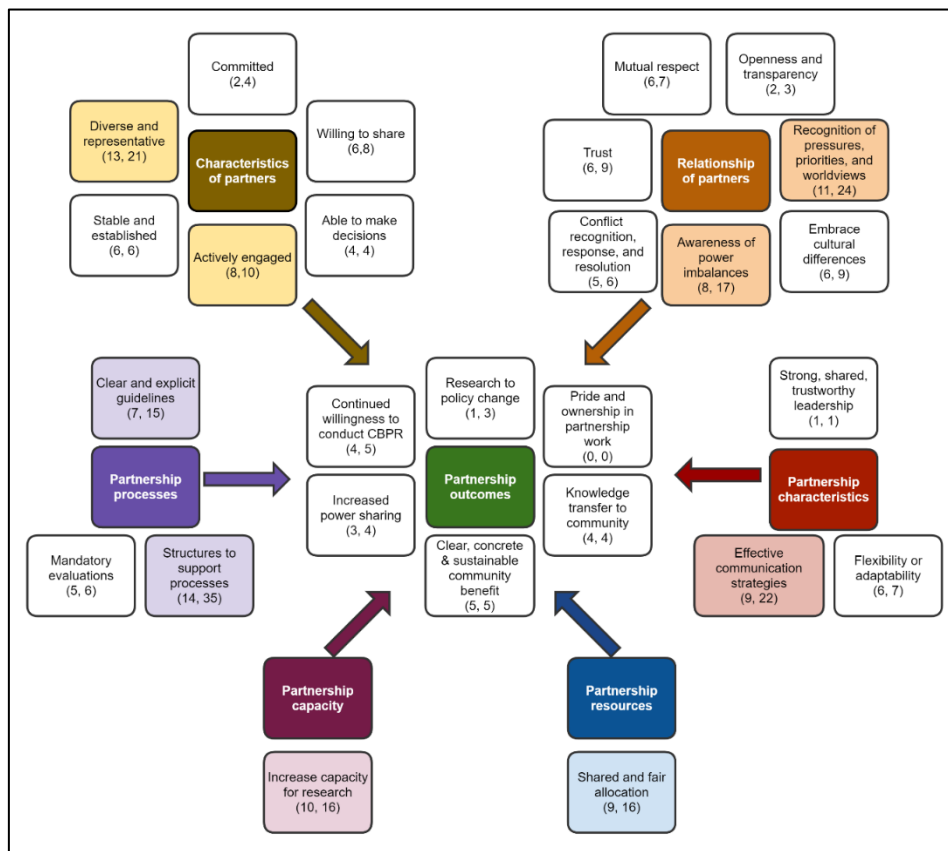 Committed
(2,4)
Diverse and
representative
(13, 21)
Characteristics
of partners
Willing to share
(6,8)
Stable and
established
(6, 6)
Actively engaged
(8,10)
Able to make
decisions
(4, 4)
Mutual respect
(6,7)
Openness and
transparency
(2, 3)
Trust
(6, 9)
Relationship
of partners
Recognition of
pressures,
priorities, and
worldviews
(11, 24)
Conflict
recognition,
response, and
resolution
(5, 6)
Awareness of
power
imbalances
(8, 17)
Embrace
cultural
differences
(6, 9)
Clear and explicit
guidelines
(7, 15)
Partnership
processes
Mandatory
evaluations
(5, 6)
Structures to
support
processes
(14, 35)
Continued
willingness to
conduct CBPR
(4, 5)
Research to
policy change
(1, 3)
Pride and
ownership in
partnership
work
(0, 0)
Increased
power sharing
(3, 4)
Partnership
outcomes
Knowledge
transfer to
community
(4, 4)
Clear, concrete
& sustainable
community
benefit
(5, 5)
Strong, shared,
trustworthy
leadership
(1, 1)
Partnership
characteristics
Effective
communication
strategies
(9, 22)
Flexibility or
adaptability
(6, 7)
Partnership
capacity
Increase capacity
for research
(10, 16)
Partnership
resources
Shared and fair
allocation
(9, 16)